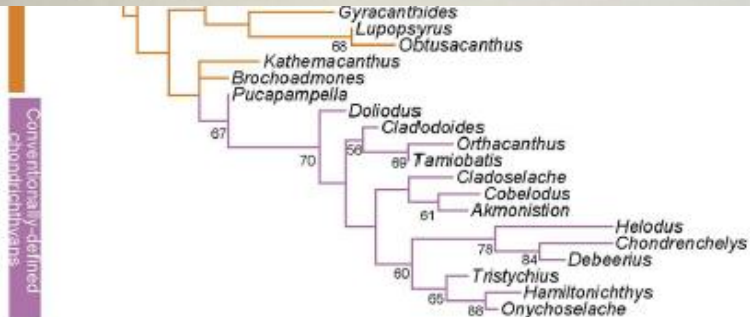 Gyracanthides
Lupopsyrus
68
Obtusacanthus
Kathemacanthus
Brochoadmones
Pucapampella
Doliodus
67
Cladodoides
56
Orthacanthus
70
69
Tamiobatis
Cladoselache
Cobelodus
61
Akmonistion
Helodus
78
Chondrenchelys
84
Debeerius
60
Tristychius
65
Hamiltonichthys
88
Onychoselache
Conventionally-defined
chondrichthyans